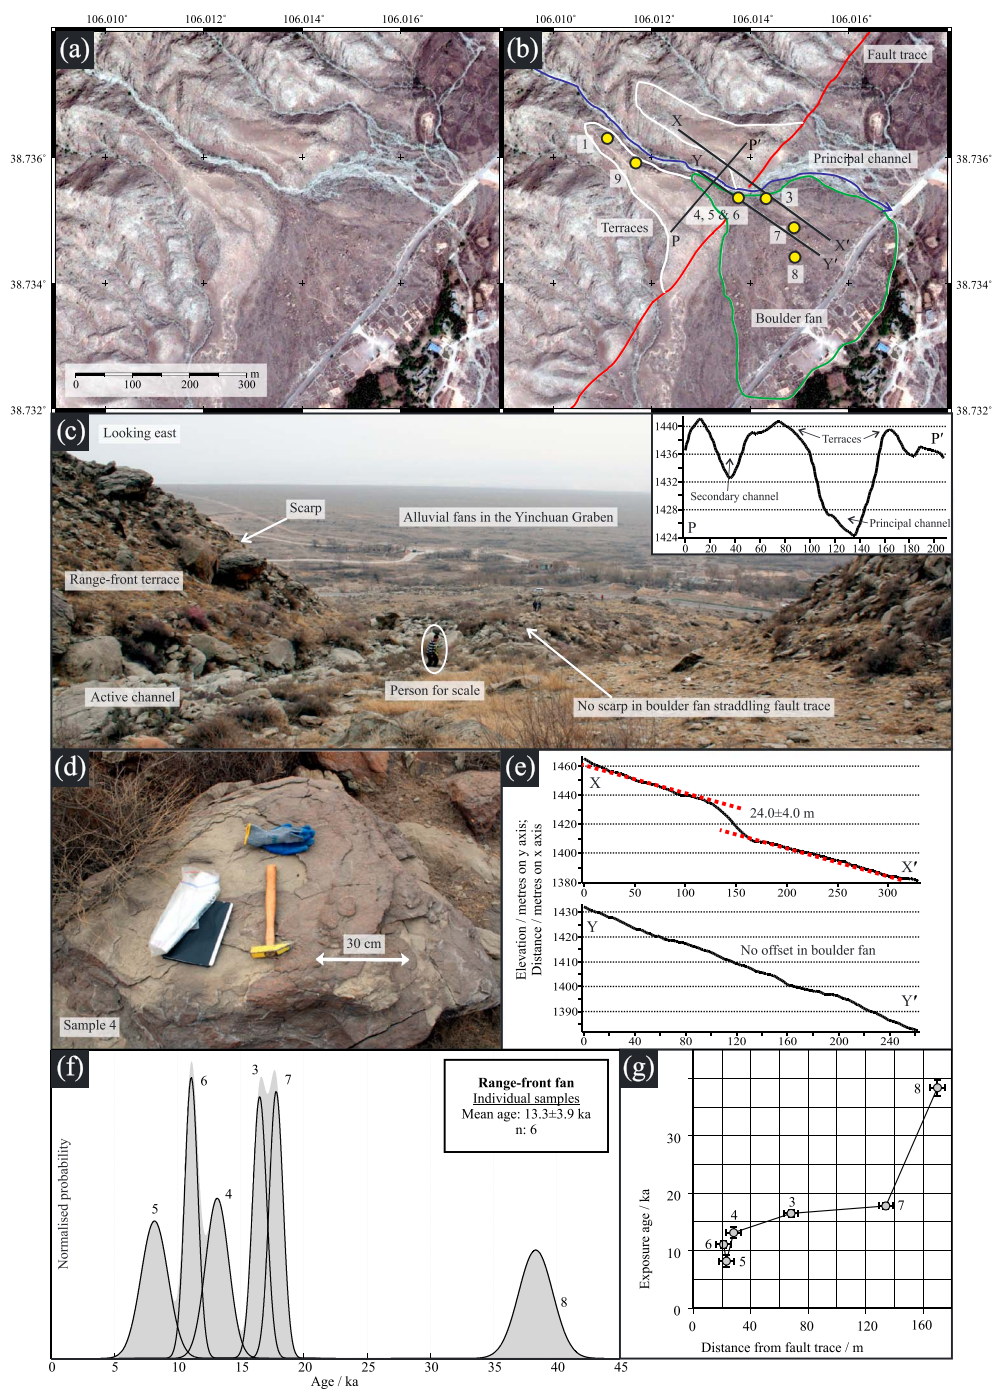 106.010°
106.012°
106.014°
106.016°
106.010°
106.012°
106.014°
106.016°
(a)
(b)
Fault trace
38.736°
38.734°
38.732°
38.736°
38.734°
38.732°
X
P′
1
Y
Principal channel
9
3
4, 5 & 6
Terraces
P
7
X′
Y′
8
Boulder fan
0 100 200 300 m
(c)
Looking east
Scarp
Alluvial fans in the Yinchuan Graben
Range-front terrace
Active channel
Person for scale
No scarp in boulder fan straddling fault trace
1440
1436
1432
1428
1424
Terraces
P′
Secondary channel
Principal channel
P
0 20 40 60 80 100 120 140 160 180 200
(d)
30 cm
Sample 4
(e)
Elevation / metres on y axis;
Distance / metres on x axis
1460
1440
1420
1400
1380
X
24.0±4.0 m
X′
0 50 100 150 200 250 300
1430
1420
1410
1400
1390
Y
No offset in boulder fan
Y′
0 40 80 120 160 200 240
(f)
Normalised probability
6
3
7
4
5
8
Range-front fan
Individual samples
Mean age: 13.3±3.9 ka
n: 6
0 5 10 15 20 25 30 35 40 45
Age / ka
(g)
Exposure age / ka
30
20
10
0
8
7
3
4
6
5
0 40 80 120 160
Distance from fault trace / m